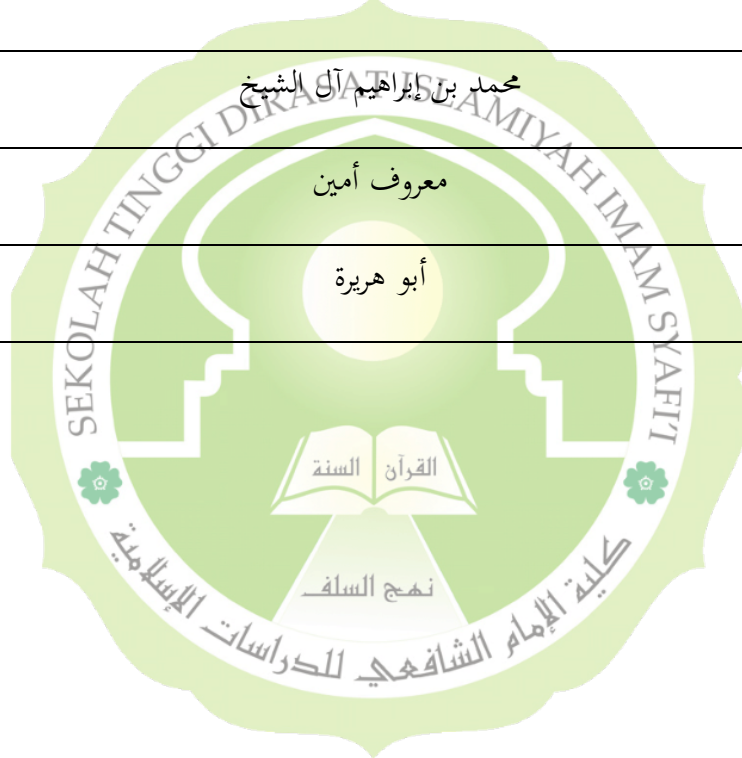 محمد بن إبراهيم آل الشيخ
معروف أمين
أبو هريرة
SEKOLAH TINGGI DIRASAT ISLAMIYAH IMAM SYAFI'I
القرآن السنة
نهج السلف
كلية الإمام الشافعي للدراسات الإسلامية